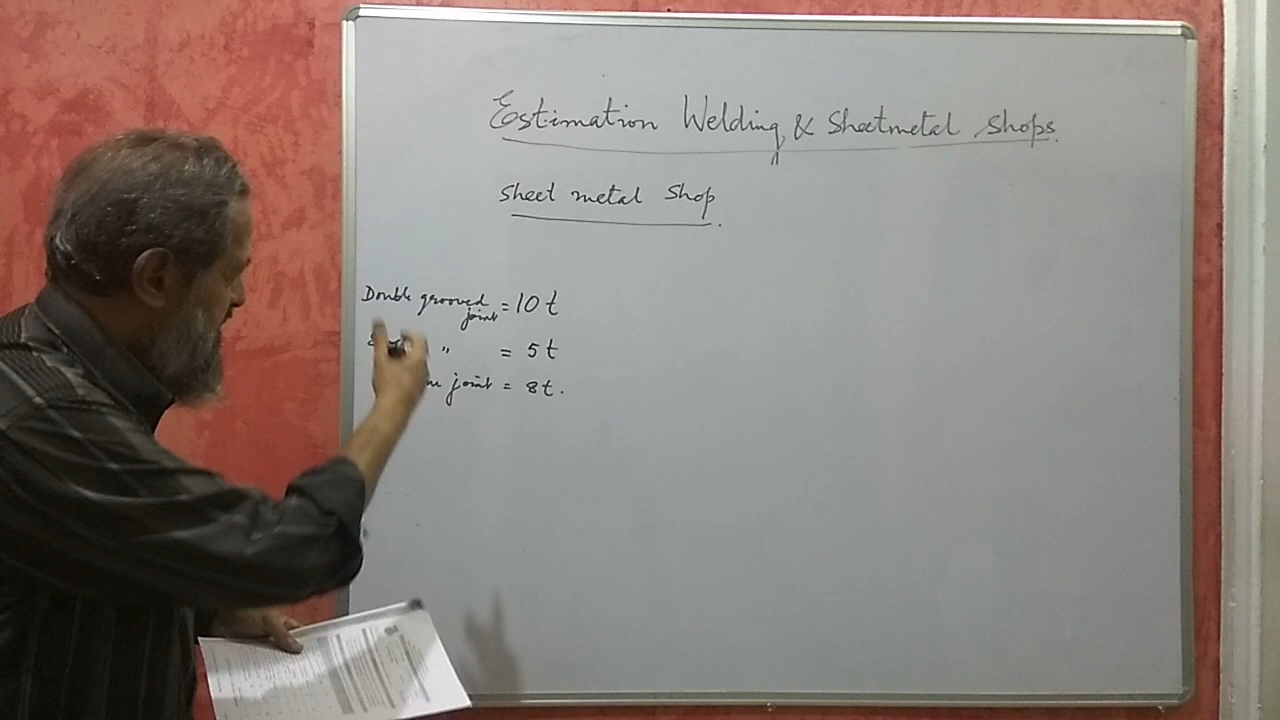 Estimation Welding & Sheetmetal Shops.
Sheet metal Shop.
Double grooved joint = 10 t
" = 5 t
joint = 8 t.